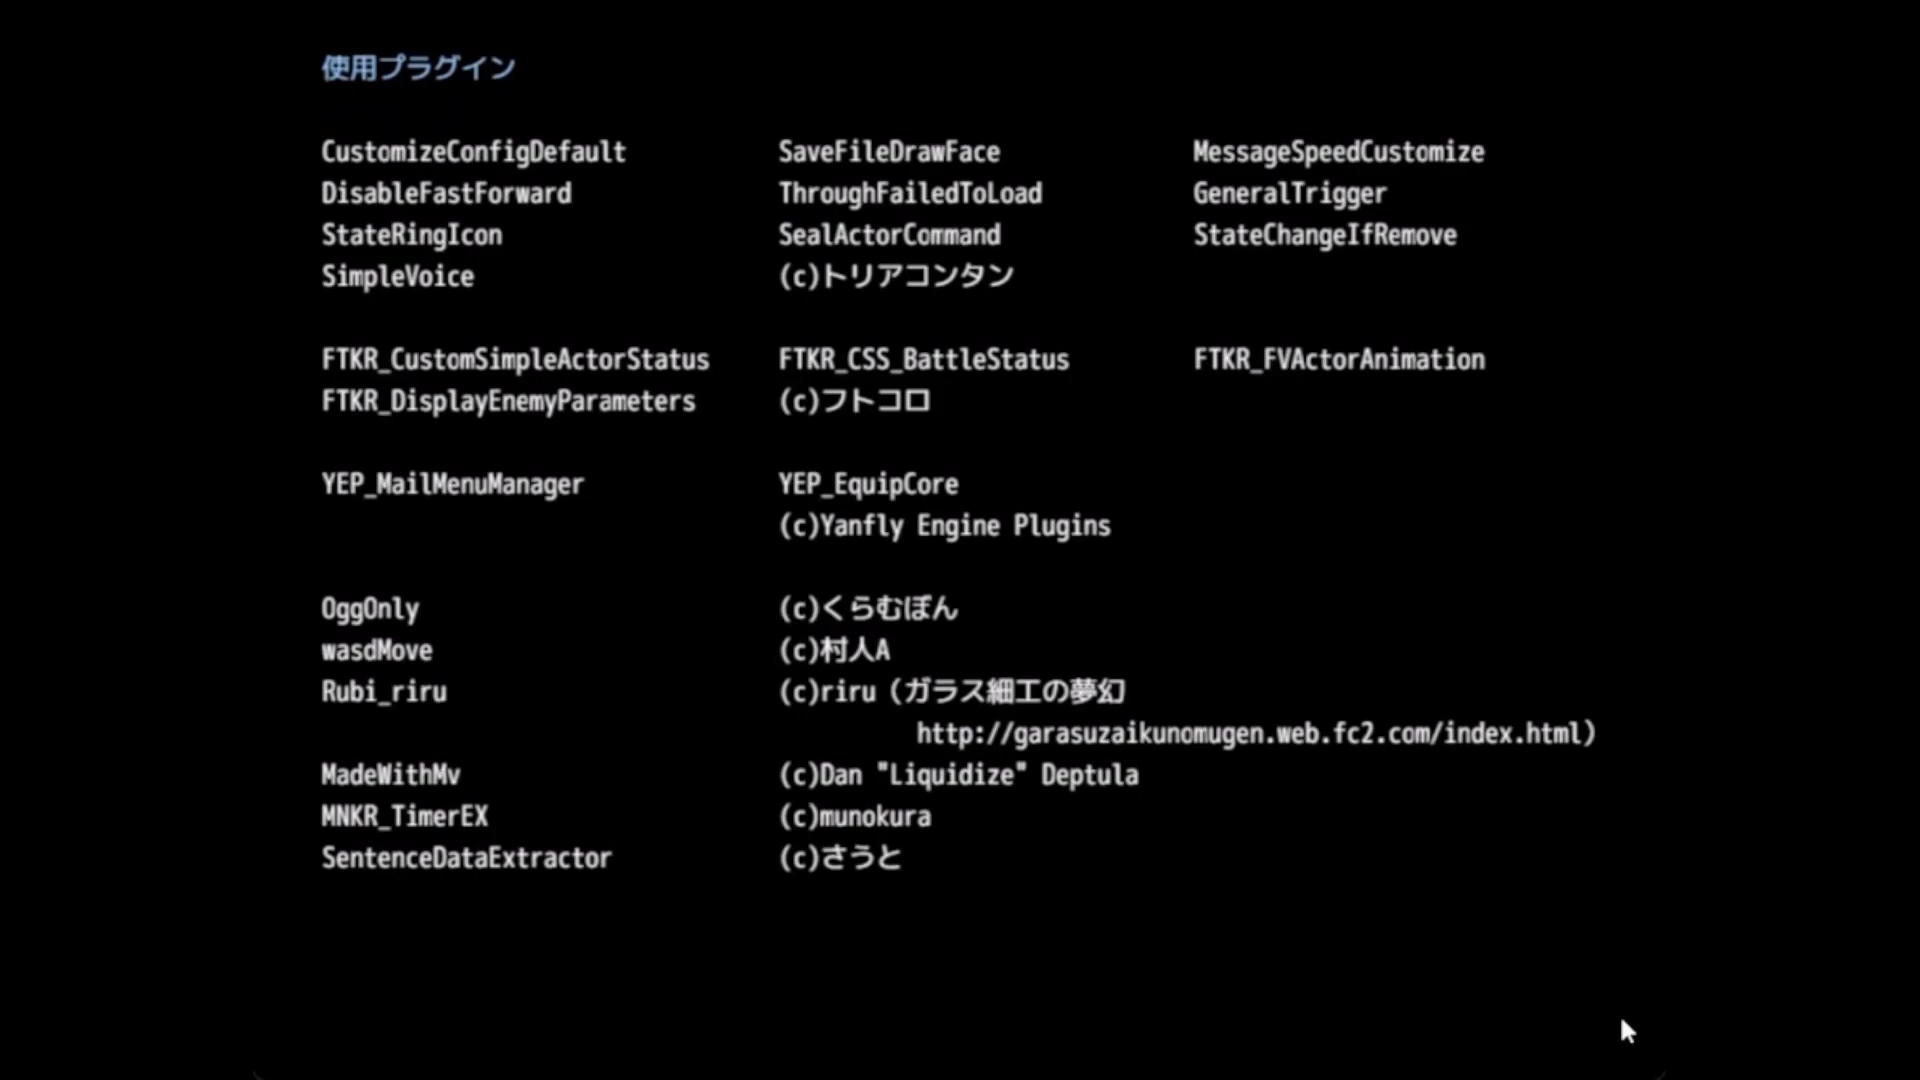 使用プラグイン
CustomizeConfigDefault SaveFileDrawFace MessageSpeedCustomize
DisableFastForward ThroughFailedToLoad GeneralTrigger
StateRingIcon SealActorCommand StateChangeIfRemove
SimpleVoice (c)トリアコンタン
FTKR_CustomSimpleActorStatus FTKR_CSS_BattleStatus FTKR_FVActorAnimation
FTKR_DisplayEnemyParameters (c)フトコロ
YEP_MailMenuManager YEP_EquipCore
(c)Yanfly Engine Plugins
OggOnly (c)くらむぼん
wasdMove (c)村人A
Rubi_riru (c)riru（ガラス細工の夢幻
http://garasuzaikunomugen.web.fc2.com/index.html）
MadeWithMv (c)Dan "Liquidize" Deptula
MNKR_TimerEX (c)munokura
SentenceDataExtractor (c)さうと